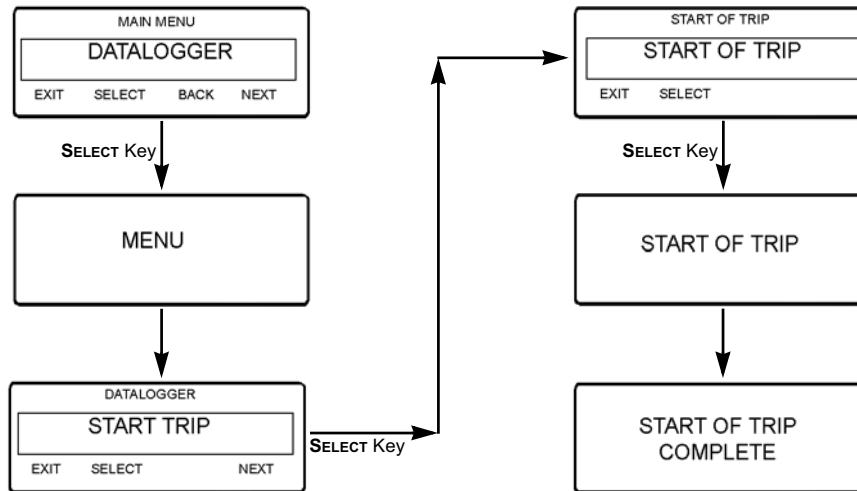 MAIN MENU
DATALOGGER
EXIT SELECT BACK NEXT
SELECT Key
MENU
DATALOGGER
START TRIP
EXIT SELECT NEXT
SELECT Key
START OF TRIP
START OF TRIP
EXIT SELECT
SELECT Key
START OF TRIP
START OF TRIP
COMPLETE